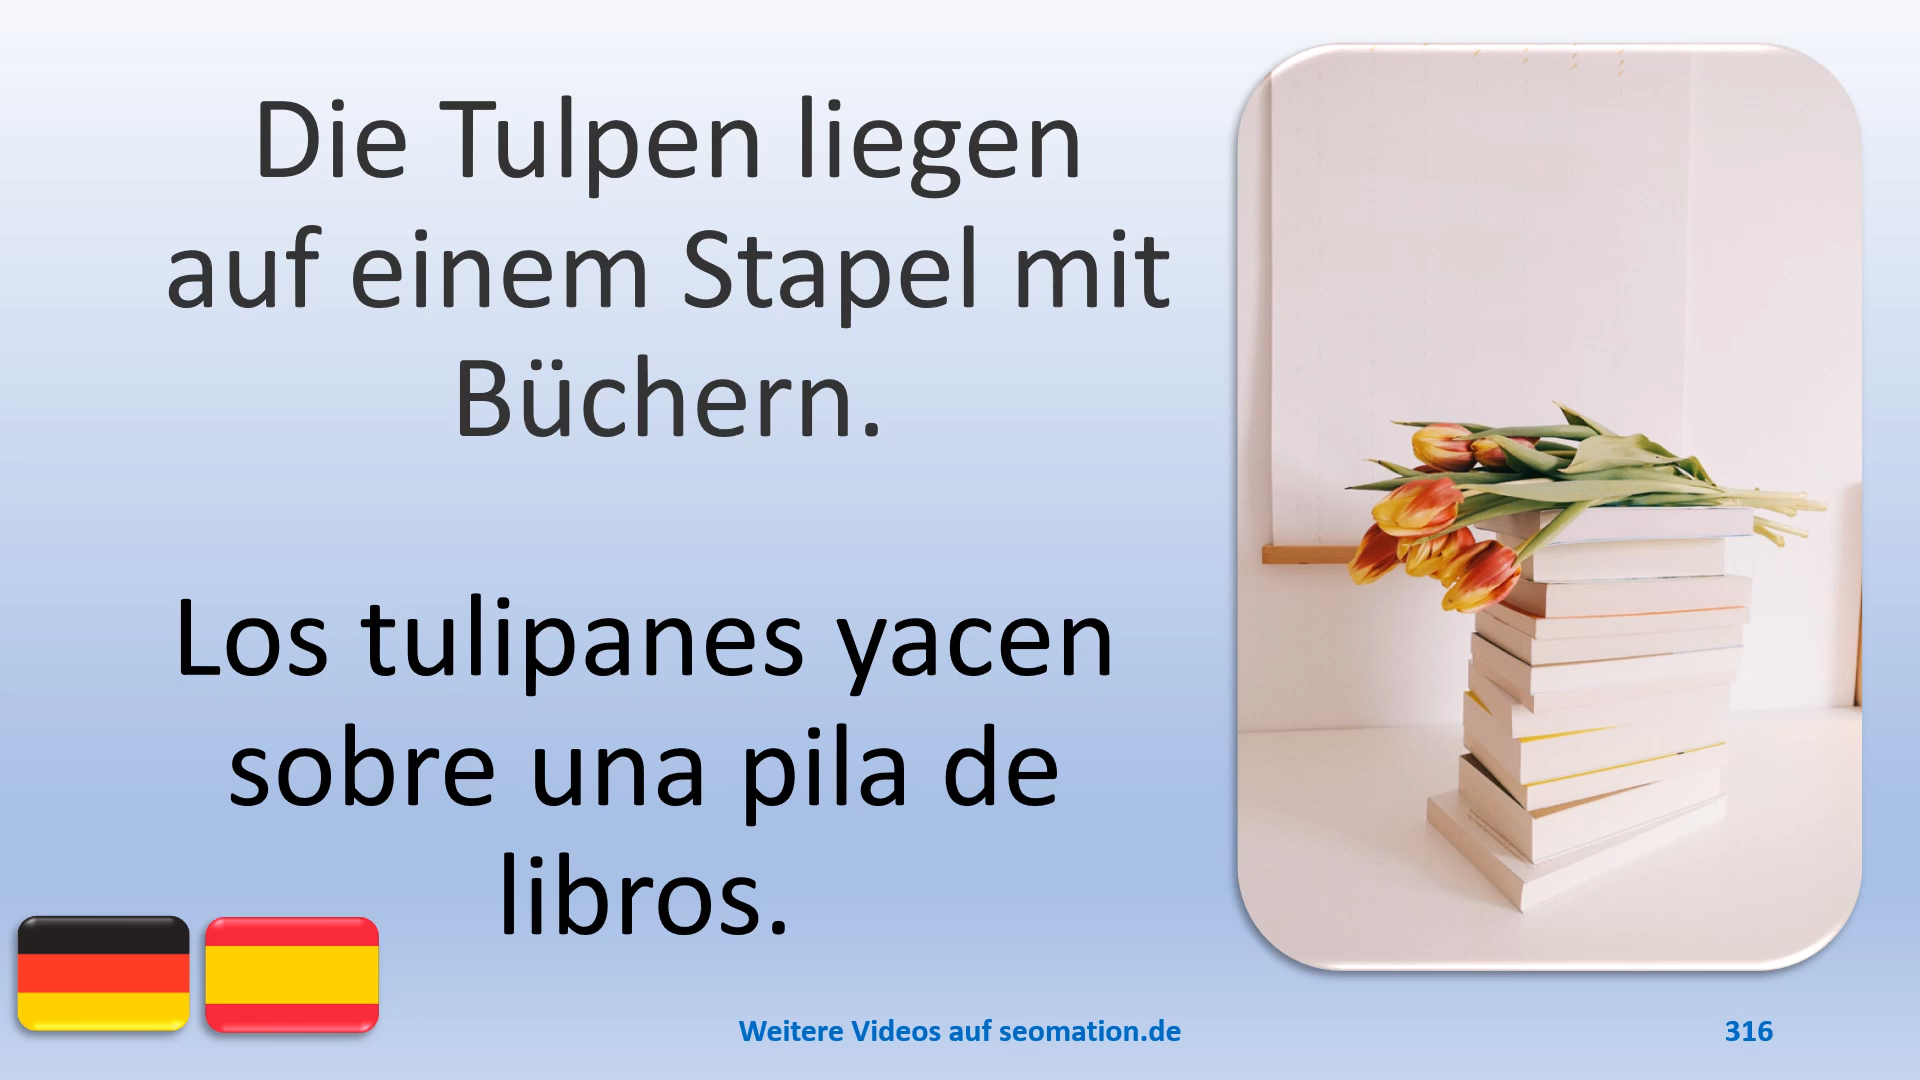 Die Tulpen liegen
auf einem Stapel mit
Büchern.
Los tulipanes yacen
sobre una pila de
libros.
Weitere Videos auf seomation.de
316